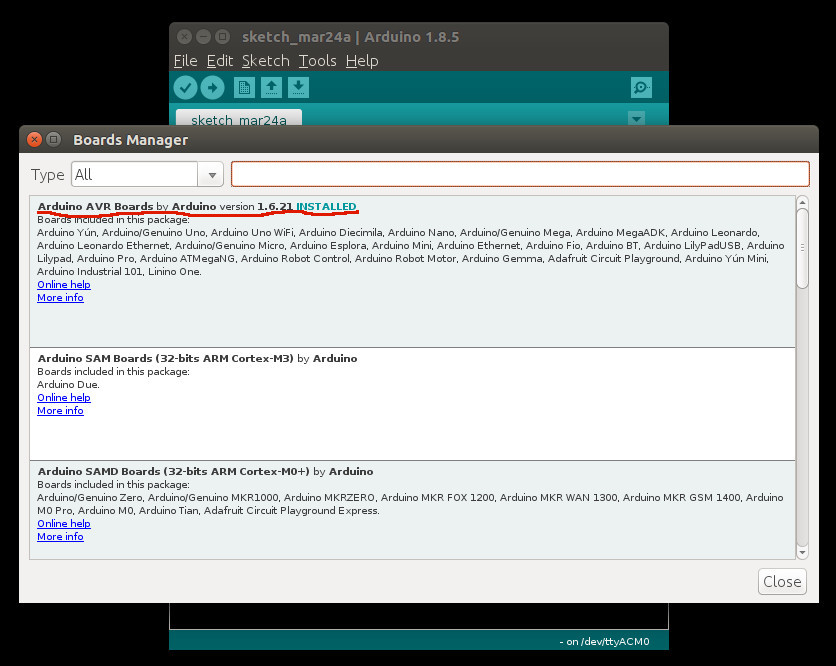 sketch_mar24a | Arduino 1.8.5
File Edit Sketch Tools Help
sketch_mar24a
Boards Manager
Type All
Arduino AVR Boards by Arduino version 1.6.21 INSTALLED
Boards included in this package:
Arduino Yún, Arduino/Genuino Uno, Arduino Uno WiFi, Arduino Diecimila, Arduino Nano, Arduino/Genuino Mega, Arduino MegaADK, Arduino Leonardo,
Arduino Leonardo Ethernet, Arduino/Genuino Micro, Arduino Esplora, Arduino Mini, Arduino Ethernet, Arduino Fio, Arduino BT, Arduino LilyPadUSB, Arduino
Lilypad, Arduino Pro, Arduino ATMegaNG, Arduino Robot Control, Arduino Robot Motor, Arduino Gemma, Adafruit Circuit Playground, Arduino Yún Mini,
Arduino Industrial 101, Linino One.
Online help
More info
Arduino SAM Boards (32-bits ARM Cortex-M3) by Arduino
Boards included in this package:
Arduino Due.
Online help
More info
Arduino SAMD Boards (32-bits ARM Cortex-M0+) by Arduino
Boards included in this package:
Arduino/Genuino Zero, Arduino/Genuino MKR1000, Arduino MKRZERO, Arduino MKR FOX 1200, Arduino MKR WAN 1300, Arduino MKR GSM 1400, Arduino
M0 Pro, Arduino M0, Arduino Tian, Adafruit Circuit Playground Express.
Online help
More info
Close
- on /dev/ttyACM0